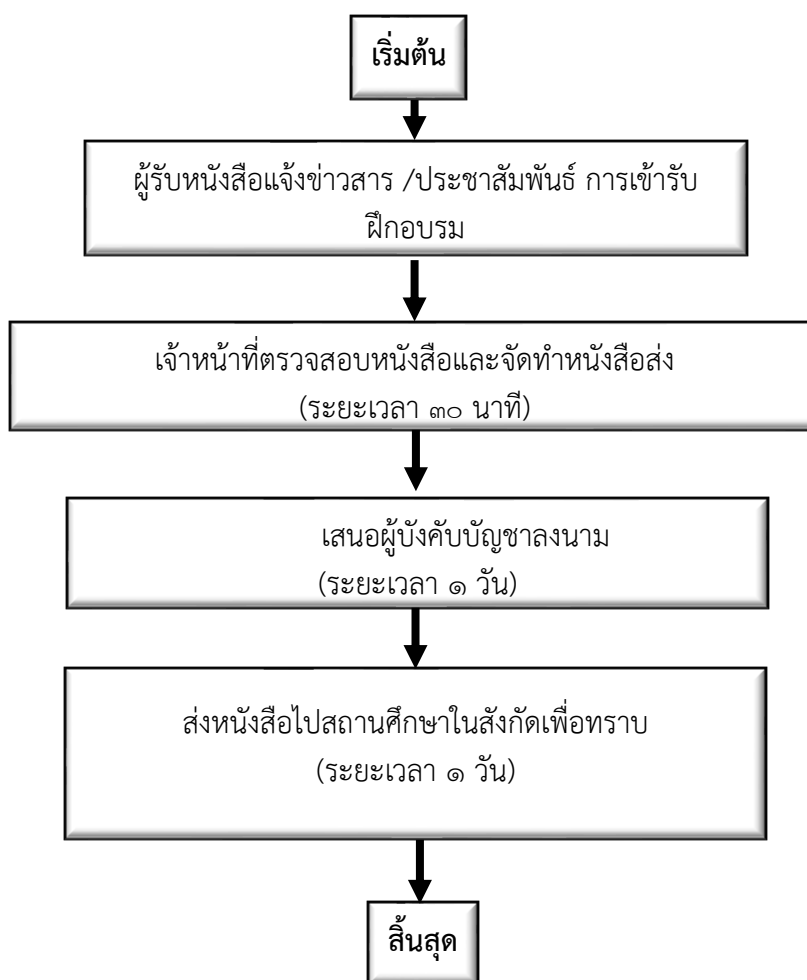 เริ่มต้น
ผู้รับหนังสือแจ้งข่าวสาร /ประชาสัมพันธ์ การเข้ารับ
ฝึกอบรม
เจ้าหน้าที่ตรวจสอบหนังสือและจัดทำหนังสือส่ง
(ระยะเวลา ๓๐ นาที)
เสนอผู้บังคับบัญชาลงนาม
(ระยะเวลา ๑ วัน)
ส่งหนังสือไปสถานศึกษาในสังกัดเพื่อทราบ
(ระยะเวลา ๑ วัน)
สิ้นสุด